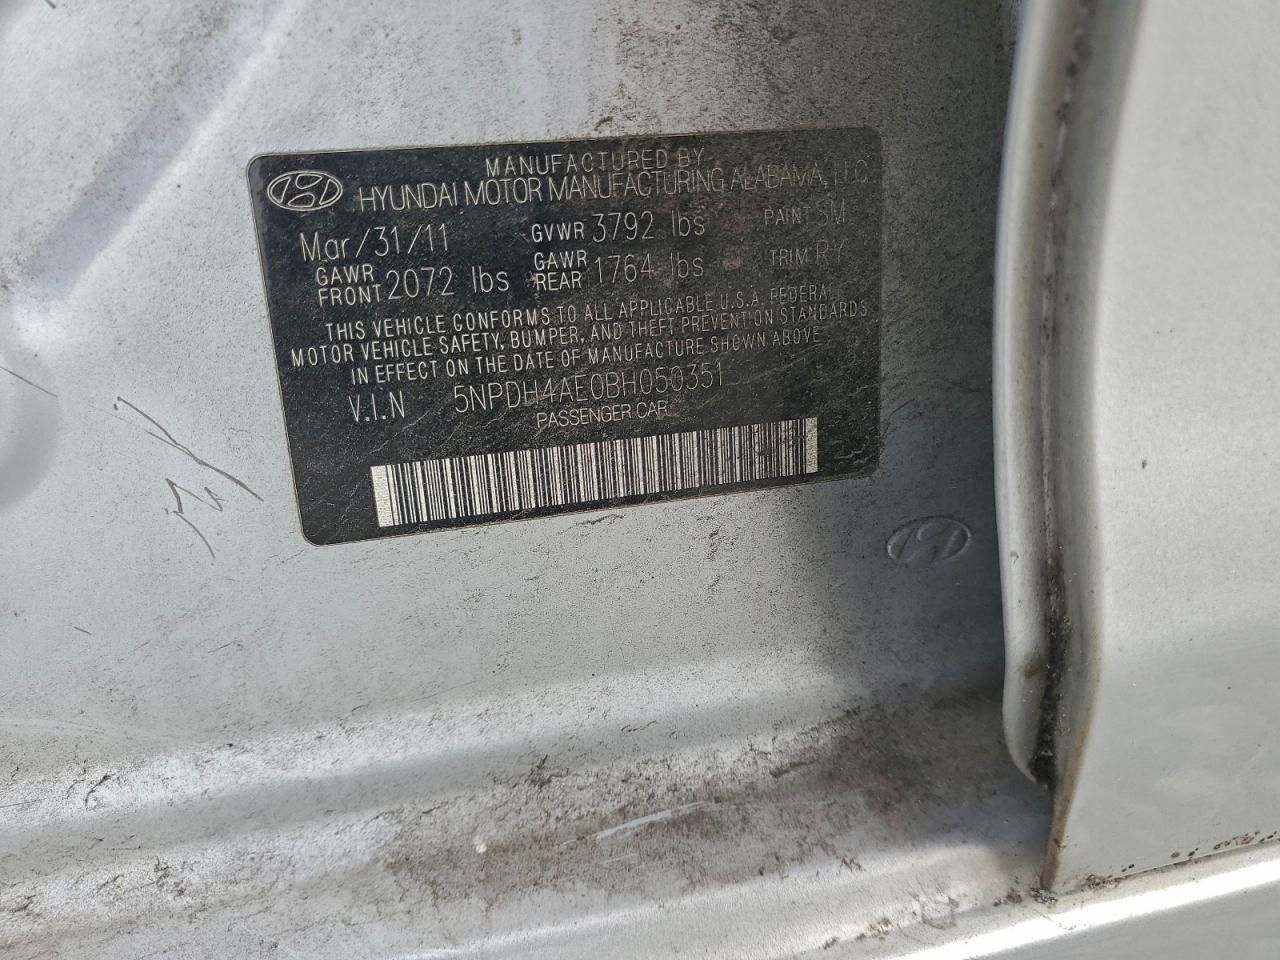 MANUFACTURED BY
HYUNDAI MOTOR MANUFACTURING ALABAMA, LLC
Mar/31/11 GVWR 3792 lbs PAINT SM
GAWR FRONT 2072 lbs GAWR REAR 1764 lbs TRIM RY
THIS VEHICLE CONFORMS TO ALL APPLICABLE U.S.A. FEDERAL
MOTOR VEHICLE SAFETY, BUMPER, AND THEFT PREVENTION STANDARDS
IN EFFECT ON THE DATE OF MANUFACTURE SHOWN ABOVE
V.I.N 5NPDH4AE0BH050351
PASSENGER CAR